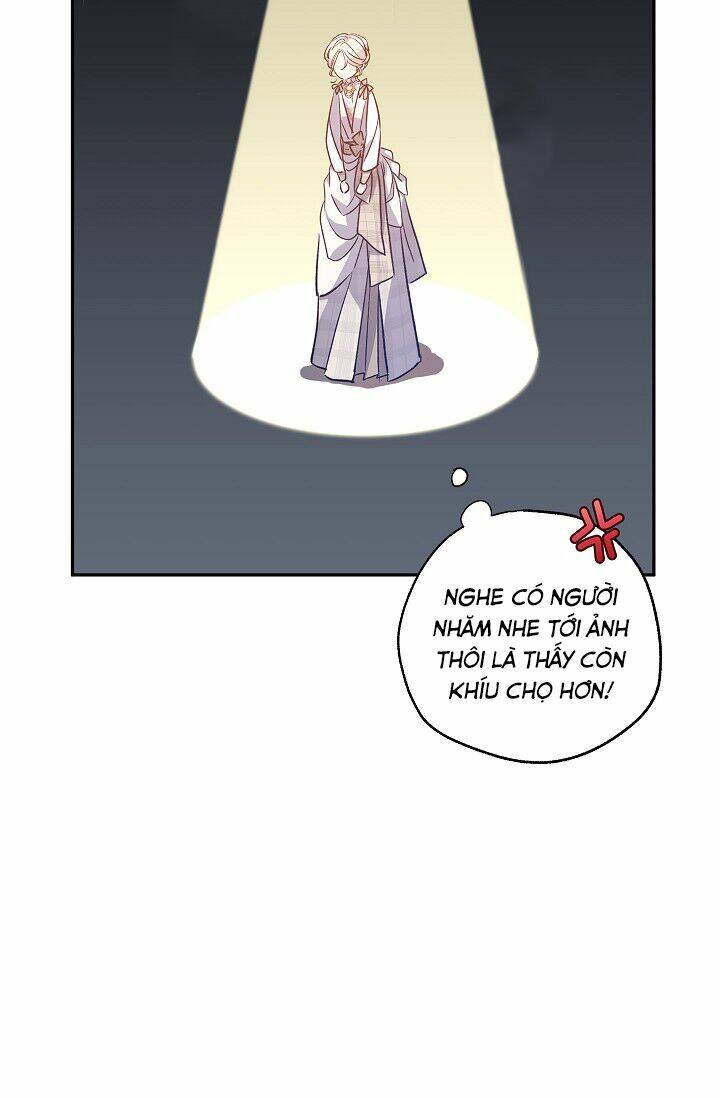 NGHE CÓ NGƯỜI
NHĂM NHE TỚI ẢNH
THÔI LÀ THẤY CÒN
KHÍU CHỌ HƠN!